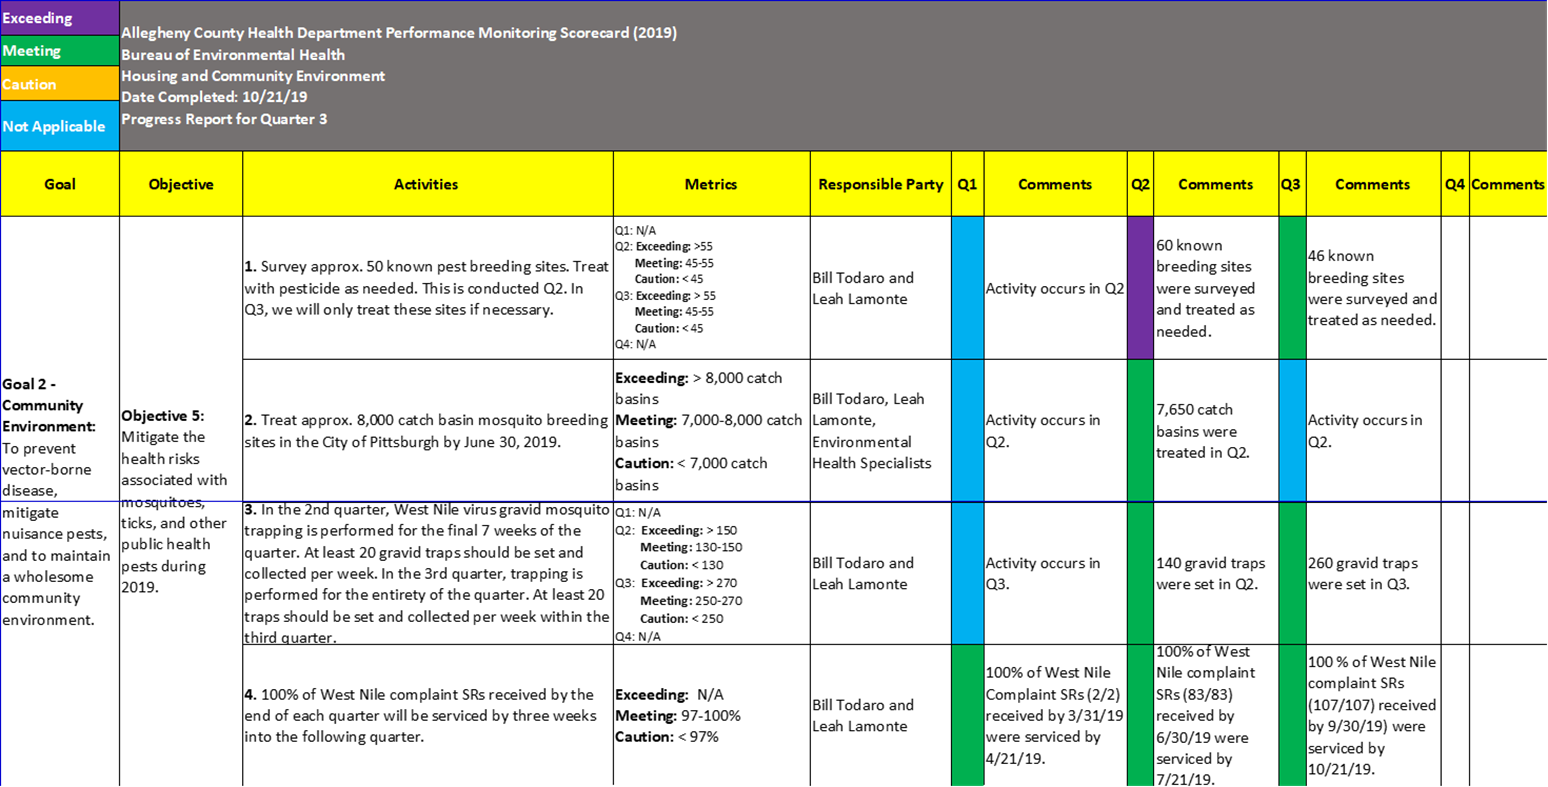 Exceeding
Meeting
Caution
Not Applicable
Allegheny County Health Department Performance Monitoring Scorecard (2019)
Bureau of Environmental Health
Housing and Community Environment
Date Completed: 10/21/19
Progress Report for Quarter 3
Goal
Objective
Activities
Metrics
Responsible Party
Q1
Comments
Q2
Comments
Q3
Comments
Q4
Comments
Goal 2 -
Community
Environment:
To prevent
vector-borne
disease,
mitigate
nuisance pests,
and to maintain
a wholesome
community
environment.
Objective 5:
Mitigate the
health risks
associated with
mosquitoes,
ticks, and other
public health
pests during
2019.
1. Survey approx. 50 known pest breeding sites. Treat
with pesticide as needed. This is conducted Q2. In
Q3, we will only treat these sites if necessary.
Q1: N/A
Q2: Exceeding: >55
Meeting: 45-55
Caution: < 45
Q3: Exceeding: > 55
Meeting: 45-55
Caution: < 45
Q4: N/A
Bill Todaro and
Leah Lamonte
Activity occurs in Q2
60 known
breeding sites
were surveyed
and treated as
needed.
46 known
breeding sites
were surveyed and
treated as needed.
2. Treat approx. 8,000 catch basin mosquito breeding
sites in the City of Pittsburgh by June 30, 2019.
Exceeding: > 8,000 catch
basins
Meeting: 7,000-8,000 catch
basins
Caution: < 7,000 catch
basins
Bill Todaro, Leah
Lamonte,
Environmental
Health Specialists
Activity occurs in
Q2.
7,650 catch
basins were
treated in Q2.
Activity occurs in
Q2.
3. In the 2nd quarter, West Nile virus gravid mosquito
trapping is performed for the final 7 weeks of the
quarter. At least 20 gravid traps should be set and
collected per week. In the 3rd quarter, trapping is
performed for the entirety of the quarter. At least 20
traps should be set and collected per week within the
third quarter.
Q1: N/A
Q2: Exceeding: > 150
Meeting: 130-150
Caution: < 130
Q3: Exceeding: > 270
Meeting: 250-270
Caution: < 250
Q4: N/A
Bill Todaro and
Leah Lamonte
Activity occurs in
Q3.
140 gravid traps
were set in Q2.
260 gravid traps
were set in Q3.
4. 100% of West Nile complaint SRs received by the
end of each quarter will be serviced by three weeks
into the following quarter.
Exceeding: N/A
Meeting: 97-100%
Caution: < 97%
Bill Todaro and
Leah Lamonte
100% of West Nile
Complaint SRs (2/2)
received by 3/31/19
were serviced by
4/21/19.
100% of West
Nile complaint
SRs (83/83)
received by
6/30/19 were
serviced by
7/21/19.
100 % of West Nile
complaint SRs
(107/107) received
by 9/30/19) were
serviced by
10/21/19.